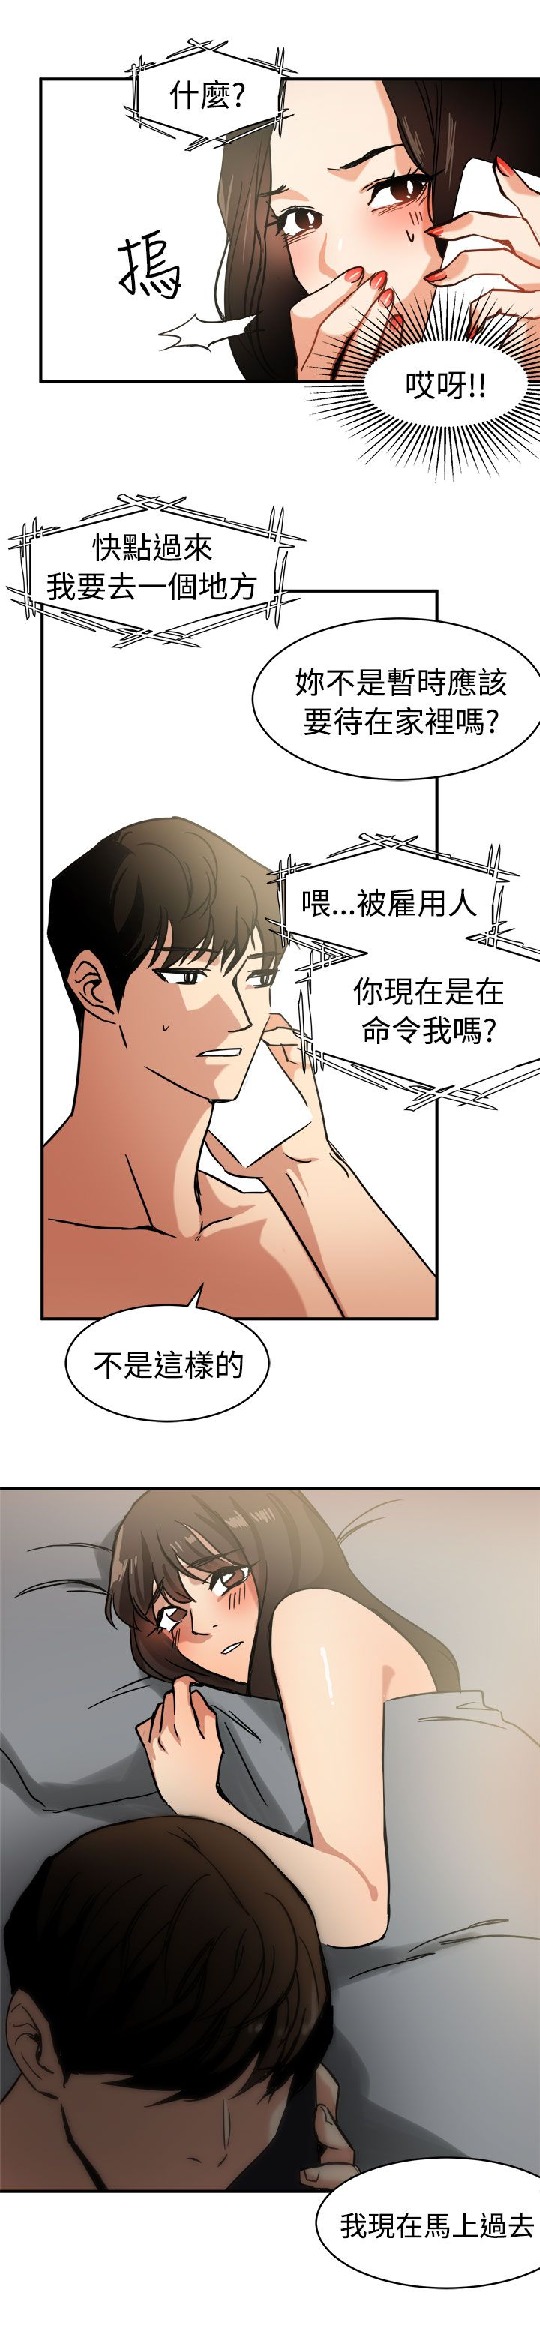 什麼?
摀
哎呀!!
快點過來
我要去一個地方
妳不是暫時應該
要待在家裡嗎?
喂...被雇用人
你現在是在
命令我嗎?
不是這樣的
我現在馬上過去